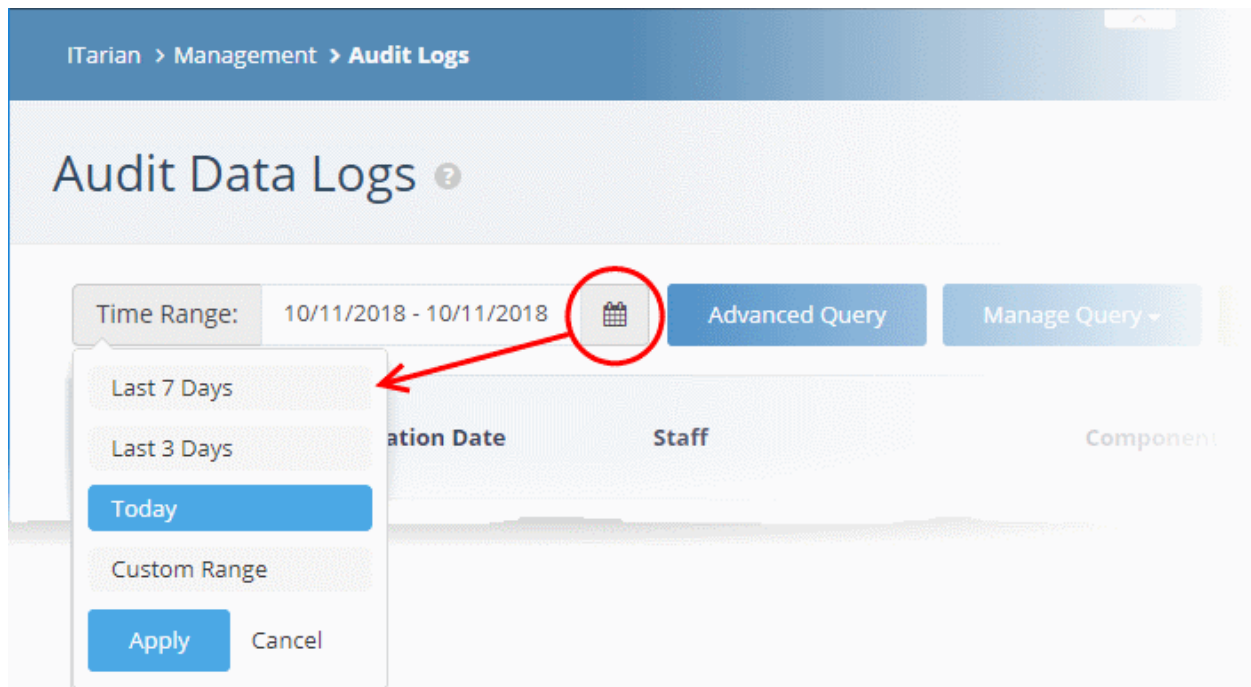 ITarian > Management > Audit Logs
Audit Data Logs ?
Time Range: 10/11/2018 - 10/11/2018 Advanced Query Manage Query
Last 7 Days
ation Date Staff Component
Last 3 Days
Today
Custom Range
Apply Cancel